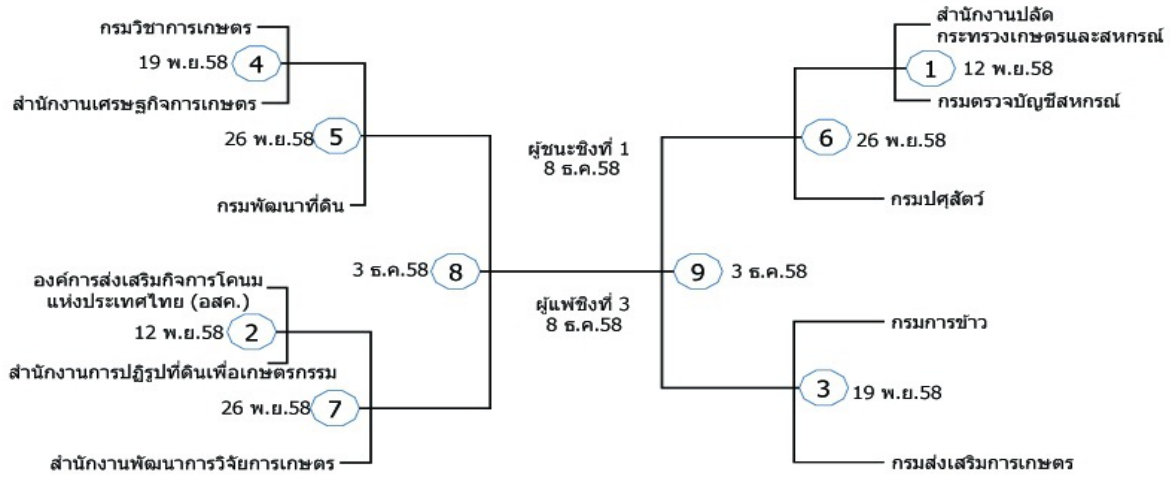 กรมวิชาการเกษตร
19 พ.ย.58 4
สำนักงานเศรษฐกิจการเกษตร
26 พ.ย.58 5
กรมพัฒนาที่ดิน
3 ธ.ค.58 8
องค์การส่งเสริมกิจการโคนม
แห่งประเทศไทย (อสค.)
12 พ.ย.58 2
สำนักงานการปฏิรูปที่ดินเพื่อเกษตรกรรม
26 พ.ย.58 7
สำนักงานพัฒนาการวิจัยการเกษตร
ผู้ชนะชิงที่ 1
8 ธ.ค.58
ผู้แพ้ชิงที่ 3
8 ธ.ค.58
สำนักงานปลัด
กระทรวงเกษตรและสหกรณ์
1 12 พ.ย.58
กรมตรวจบัญชีสหกรณ์
6 26 พ.ย.58
กรมปศุสัตว์
9 3 ธ.ค.58
กรมการข้าว
3 19 พ.ย.58
กรมส่งเสริมการเกษตร